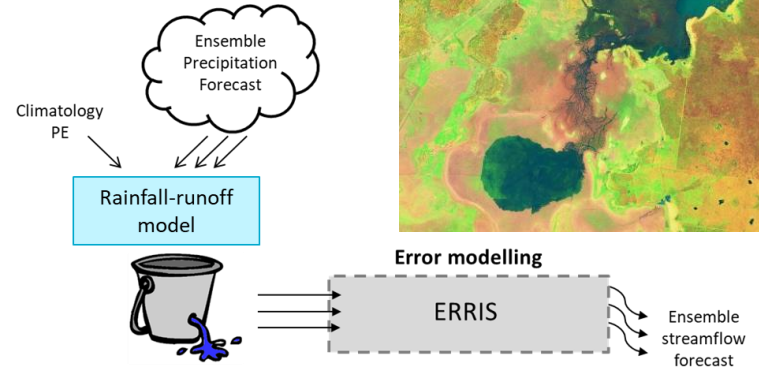 Ensemble
Precipitation
Forecast
Climatology
PE
Rainfall-runoff
model
Error modelling
ERRIS
Ensemble
streamflow
forecast